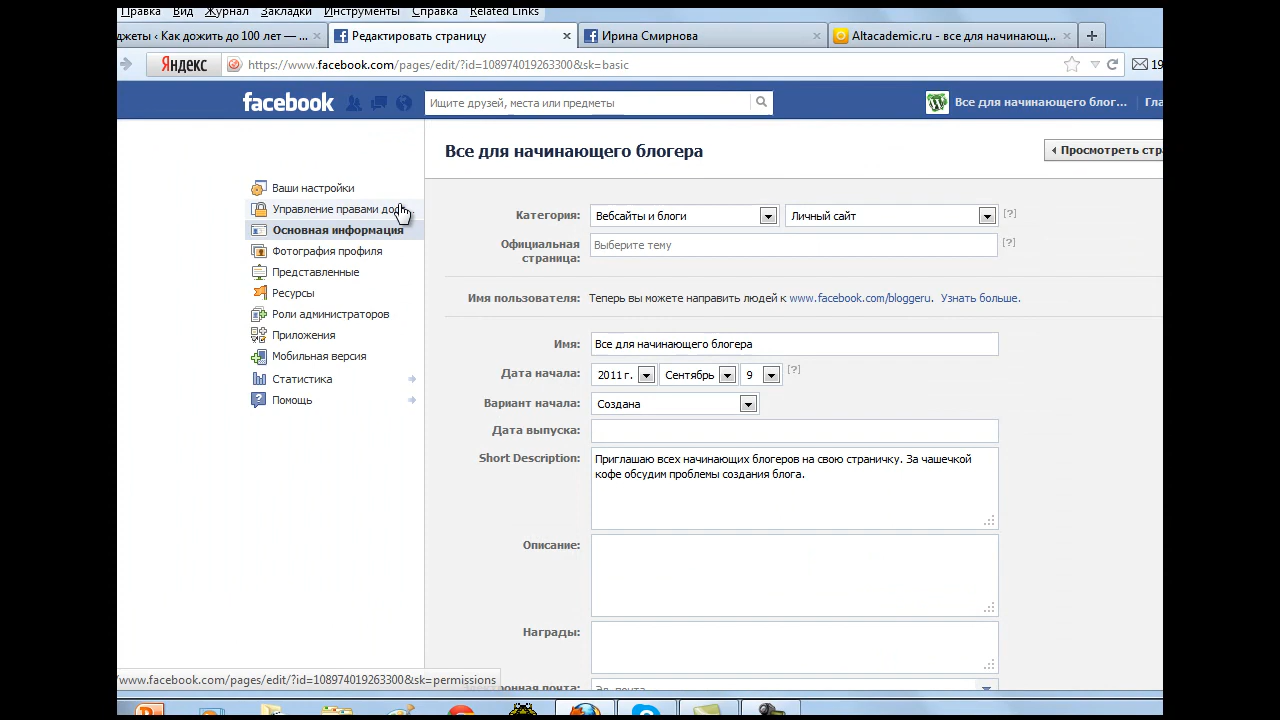 Правка Вид Журнал Закладки Инструменты Справка Related Links
джеты ‹ Как дожить до 100 лет — ...
Редактировать страницу
Ирина Смирнова
Altacademic.ru - все для начинающ...
Яндекс
https://www.facebook.com/pages/edit/?id=108974019263300&sk=basic
19
facebook
Ищите друзей, места или предметы
Все для начинающего блог...
Гла
Все для начинающего блогера
Просмотреть стр
Ваши настройки
Управление правами до
Основная информация
Фотография профиля
Представленные
Ресурсы
Роли администраторов
Приложения
Мобильная версия
Статистика
Помощь
Категория: Вебсайты и блоги Личный сайт [?]
Официальная страница: Выберите тему [?]
Имя пользователя: Теперь вы можете направить людей к www.facebook.com/bloggeru. Узнать больше.
Имя: Все для начинающего блогера
Дата начала: 2011 г. Сентябрь 9 [?]
Вариант начала: Создана
Дата выпуска:
Short Description: Приглашаю всех начинающих блогеров на свою страничку. За чашечкой
кофе обсудим проблемы создания блога.
Описание:
Награды:
Эл. почта
www.facebook.com/pages/edit/?id=108974019263300&sk=permissions